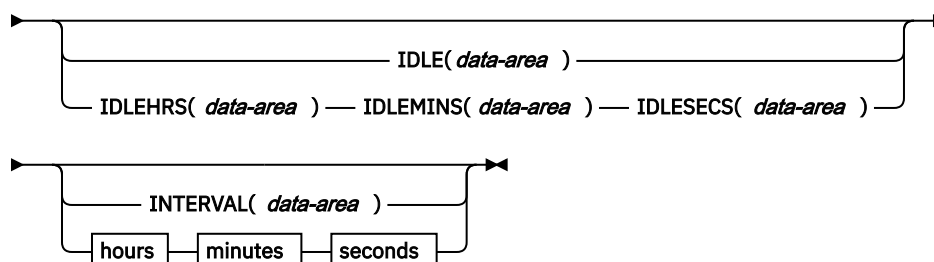 IDLE( data-area )
IDLEHRS( data-area ) IDLEMINS( data-area ) IDLESECS( data-area )
INTERVAL( data-area )
hours minutes seconds